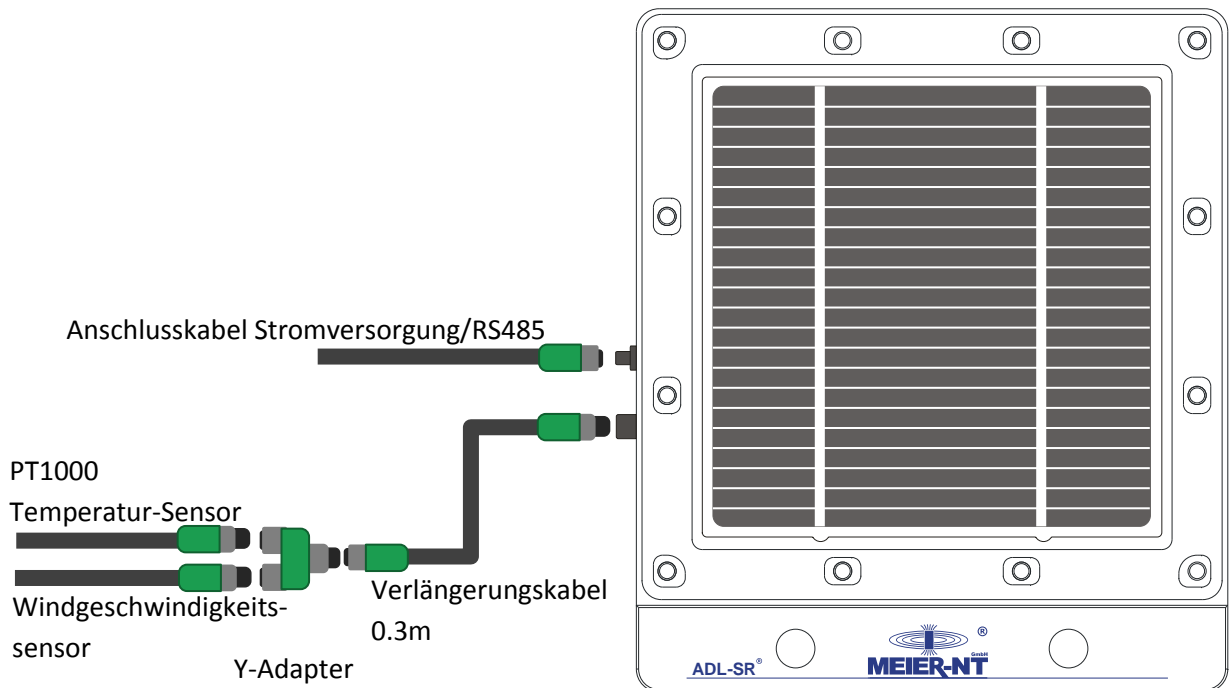 Anschlusskabel Stromversorgung/RS485
PT1000
Temperatur-Sensor
Windgeschwindigkeits-
sensor
Y-Adapter
Verlängerungskabel
0.3m
ADL-SR®
®
GmbH
MEIER-NT